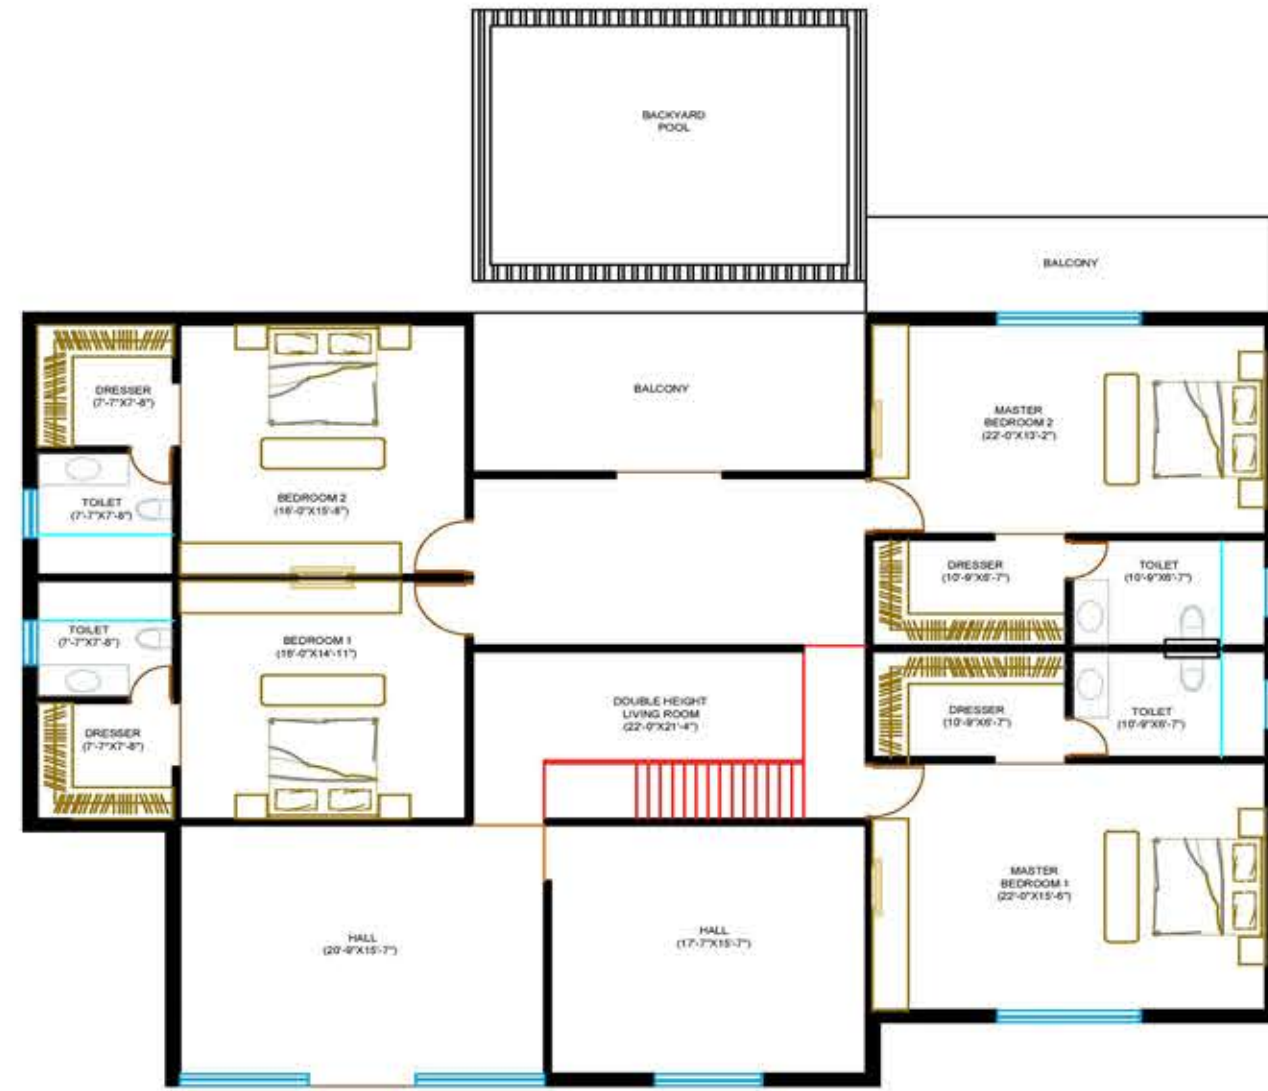 BACKYARD
POOL
BALCONY
DRESSER
(7'-7"X7'-8")
BALCONY
MASTER
BEDROOM 2
(22'-0"X13'-2")
TOILET
(7'-7"X7'-8")
BEDROOM 2
(16'-0"X15'-8")
DRESSER
(10'-9"X6'-7")
TOILET
(10'-9"X6'-7")
TOILET
(7'-7"X7'-8")
BEDROOM 1
(16'-0"X14'-11")
DOUBLE HEIGHT
LIVING ROOM
(22'-0"X21'-4")
DRESSER
(10'-9"X6'-7")
TOILET
(10'-9"X6'-7")
DRESSER
(7'-7"X7'-8")
MASTER
BEDROOM 1
(22'-0"X15'-6")
HALL
(20'-9"X15'-7")
HALL
(17'-7"X15'-7")